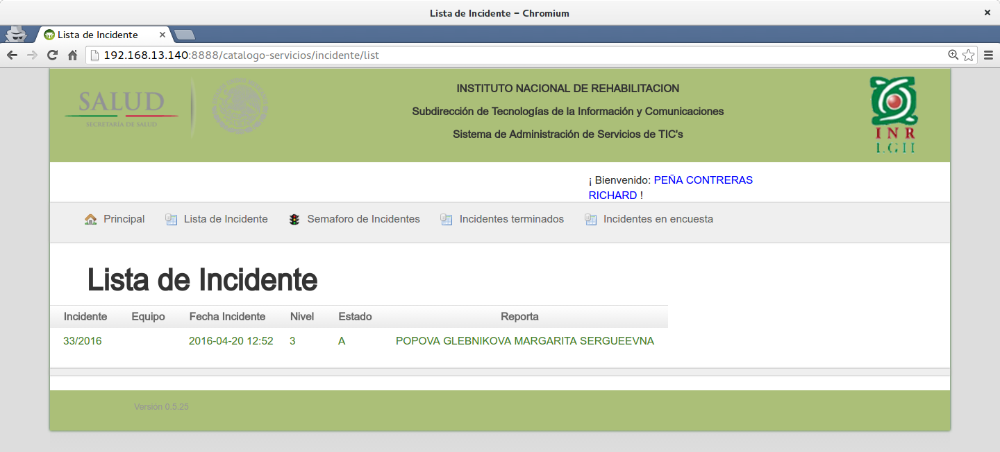 Lista de Incidente – Chromium
Lista de Incidente
192.168.13.140:8888/catalogo-servicios/incidente/list
SALUD
SECRETARÍA DE SALUD
INSTITUTO NACIONAL DE REHABILITACION
Subdirección de Tecnologías de la Información y Comunicaciones
Sistema de Administración de Servicios de TIC's
INR
LGII
¡ Bienvenido: PEÑA CONTRERAS
RICHARD !
Principal Lista de Incidente Semaforo de Incidentes Incidentes terminados Incidentes en encuesta
Lista de Incidente
Incidente Equipo Fecha Incidente Nivel Estado Reporta
33/2016 2016-04-20 12:52 3 A POPOVA GLEBNIKOVA MARGARITA SERGUEEVNA
Versión 0.5.25